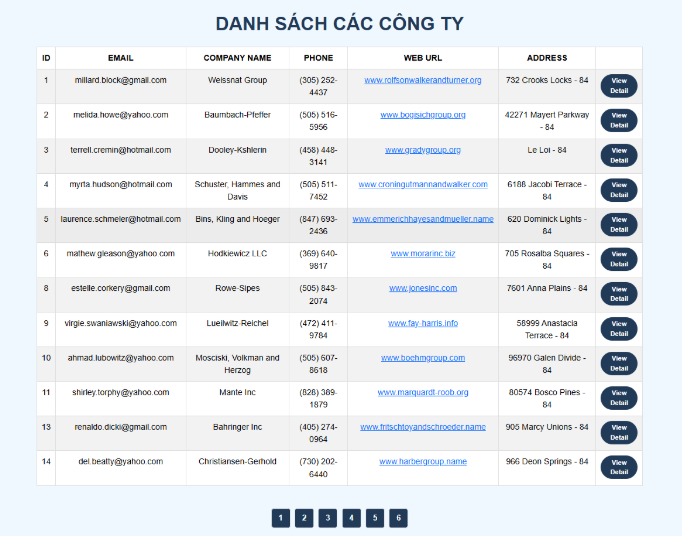 DANH SÁCH CÁC CÔNG TY
ID EMAIL COMPANY NAME PHONE WEB URL ADDRESS
1 millard.block@gmail.com Weissnat Group (305) 252-4437 www.rolfsonwalkerandturner.org 732 Crooks Locks - 84 View Detail
2 melida.howe@yahoo.com Baumbach-Pfeffer (505) 516-5956 www.bogisichgroup.org 42271 Mayert Parkway - 84 View Detail
3 terrell.cremin@hotmail.com Dooley-Kshlerin (458) 448-3141 www.gradygroup.org Le Loi - 84 View Detail
4 myrta.hudson@hotmail.com Schuster, Hammes and Davis (505) 511-7452 www.croningutmannandwalker.com 6188 Jacobi Terrace - 84 View Detail
5 laurence.schmeler@hotmail.com Bins, Kling and Hoeger (847) 693-2436 www.emmerichhayesandmueller.name 620 Dominick Lights - 84 View Detail
6 mathew.gleason@yahoo.com Hodkiewicz LLC (369) 640-9817 www.morarinc.biz 705 Rosalba Squares - 84 View Detail
8 estelle.corkery@gmail.com Rowe-Sipes (505) 843-2074 www.jonesinc.com 7601 Anna Plains - 84 View Detail
9 virgie.swaniawski@yahoo.com Lueilwitz-Reichel (472) 411-9784 www.fay-harris.info 58999 Anastacia Terrace - 84 View Detail
10 ahmad.lubowitz@yahoo.com Mosciski, Volkman and Herzog (505) 607-8618 www.boehmgroup.com 96970 Galen Divide - 84 View Detail
11 shirley.torphy@yahoo.com Mante Inc (828) 389-1879 www.marquardt-roob.org 80574 Bosco Pines - 84 View Detail
13 renaldo.dicki@gmail.com Bahringer Inc (405) 274-0964 www.fritschtoyandschroeder.name 905 Marcy Unions - 84 View Detail
14 del.beatty@yahoo.com Christiansen-Gerhold (730) 202-6440 www.harbergroup.name 966 Deon Springs - 84 View Detail
1 2 3 4 5 6